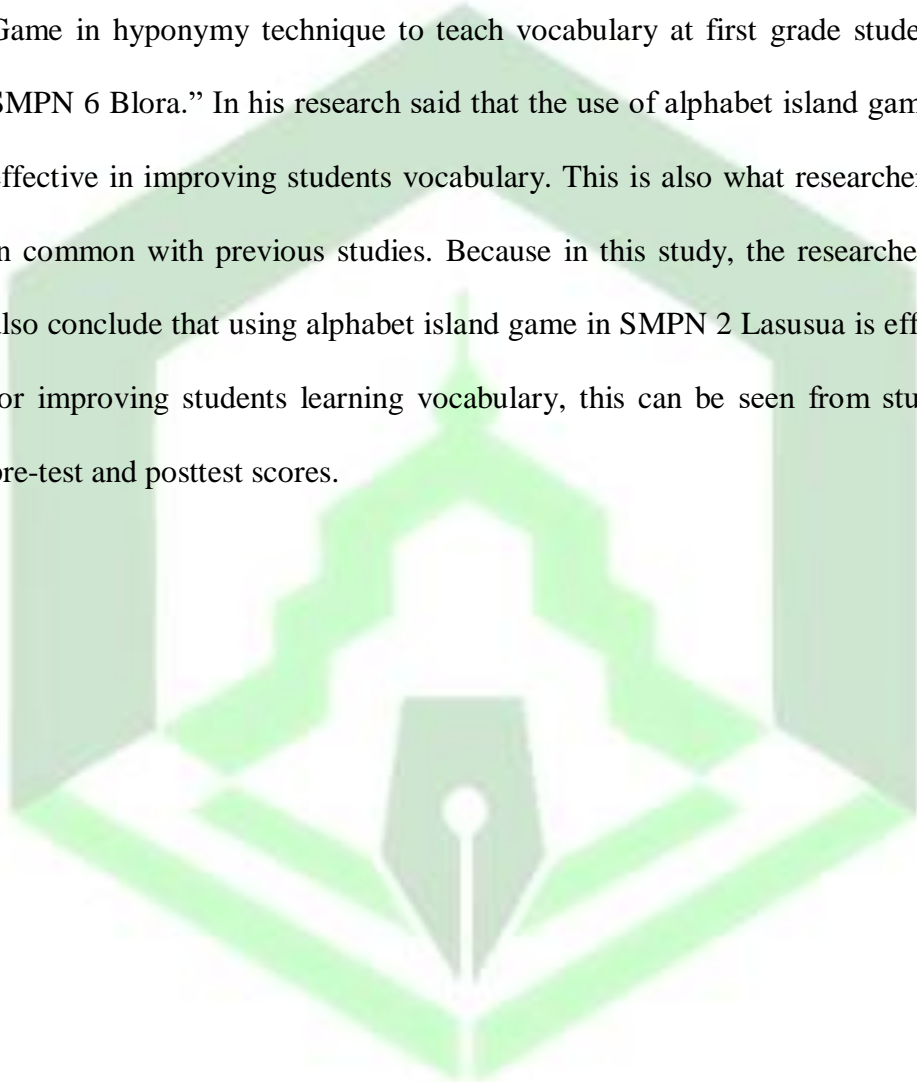 Game in hyponymy technique to teach vocabulary at first grade stude
SMPN 6 Blora.” In his research said that the use of alphabet island gam
effective in improving students vocabulary. This is also what researche
in common with previous studies. Because in this study, the researche
also conclude that using alphabet island game in SMPN 2 Lasusua is eff
for improving students learning vocabulary, this can be seen from stu
pre-test and posttest scores.